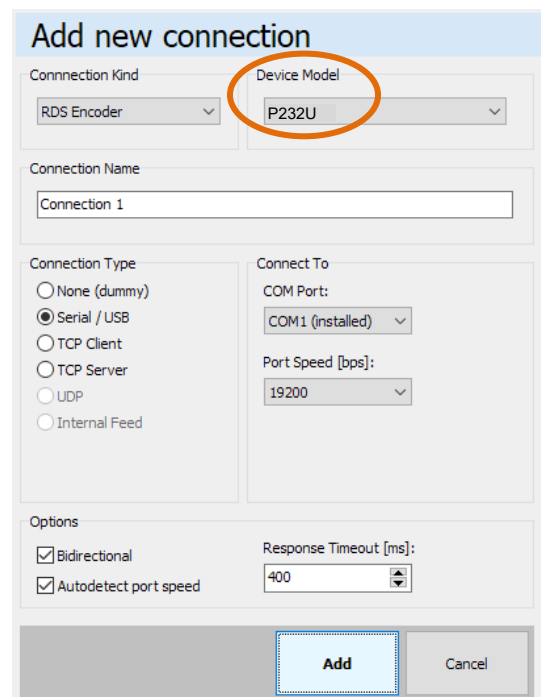 Add new connection
Connnection Kind
Device Model
RDS Encoder
P232U
Connection Name
Connection 1
Connection Type
Connect To
None (dummy)
COM Port:
Serial / USB
COM1 (installed)
TCP Client
TCP Server
Port Speed [bps]:
UDP
19200
Internal Feed
Options
Bidirectional
Response Timeout [ms]:
Autodetect port speed
400
Add
Cancel